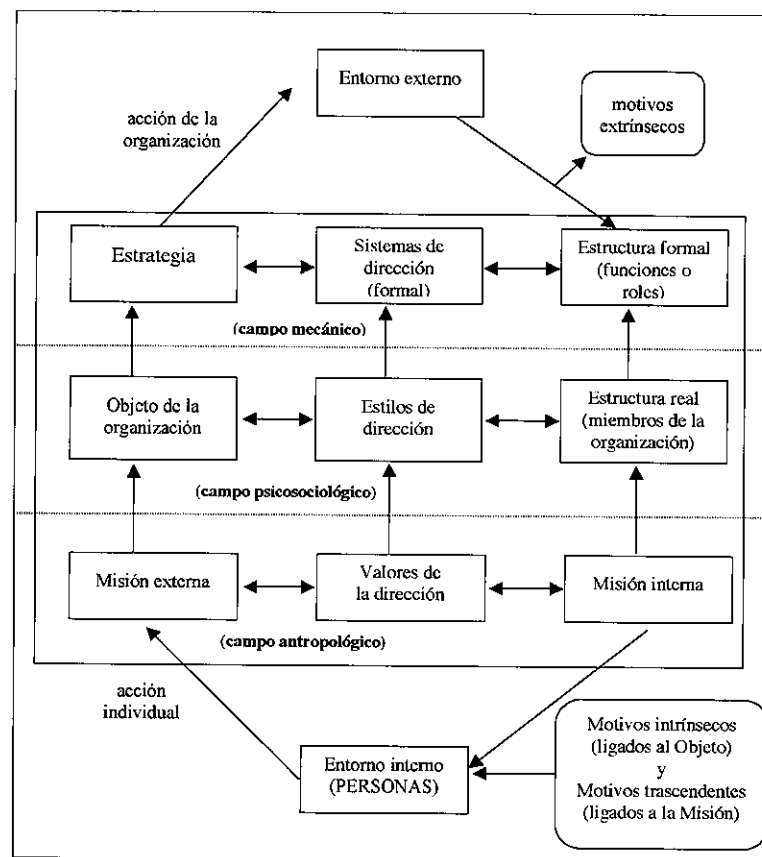 Entorno externo
motivos
extrínsecos
acción de la
organización
Estrategia
Sistemas de
dirección
(formal)
Estructura formal
(funciones o
roles)
(campo mecánico)
Objeto de la
organización
Estilos de
dirección
Estructura real
(miembros de la
organización)
(campo psicosociológico)
Misión externa
Valores de
la dirección
Misión interna
(campo antropológico)
acción
individual
Entorno interno
(PERSONAS)
Motivos intrínsecos
(ligados al Objeto)
y
Motivos trascendentes
(ligados a la Misión)